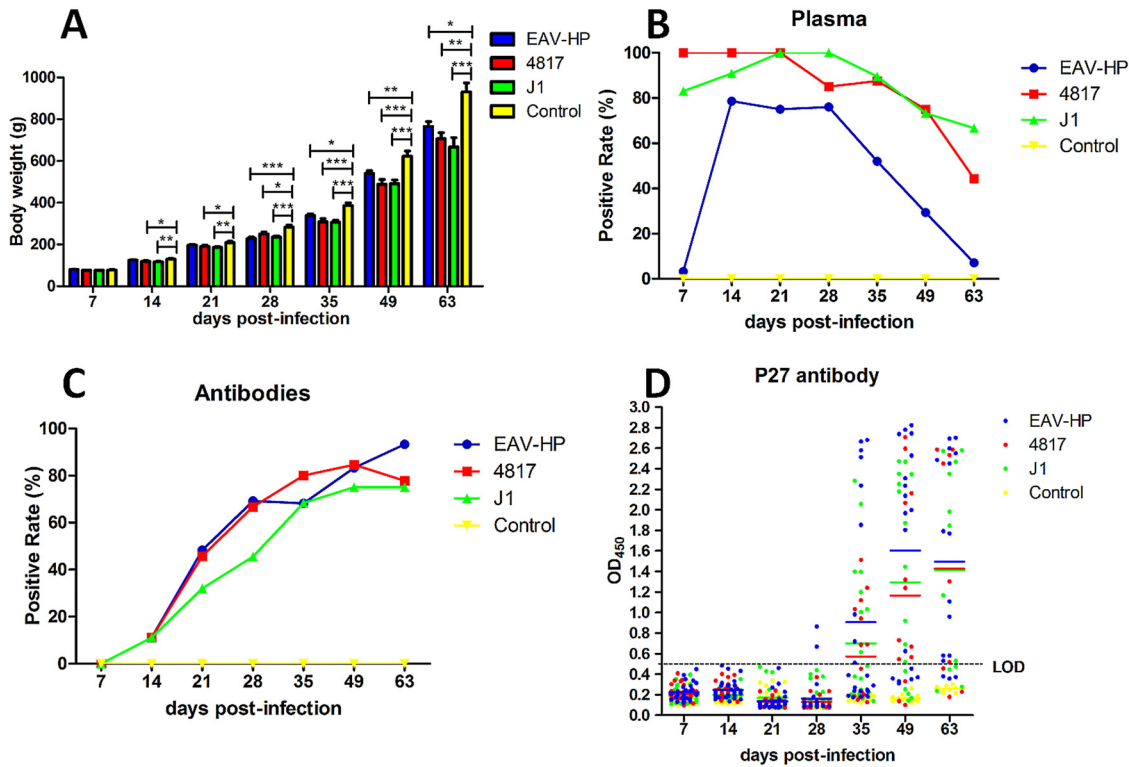 A
EAV-HP
4817
J1
Control
Body weight (g)
1000
800
600
400
200
0
* ** *** * ** *** *** * *** ** *** *** * *** *** * ** ***
7 14 21 28 35 49 63
days post-infection
B
Plasma
EAV-HP
4817
J1
Control
Positive Rate (%)
100
80
60
40
20
0
7 14 21 28 35 49 63
days post-infection
C
Antibodies
EAV-HP
4817
J1
Control
Positive Rate (%)
100
80
60
40
20
0
7 14 21 28 35 49 63
days post-infection
D
P27 antibody
EAV-HP
4817
J1
Control
OD450
3.0
2.8
2.6
2.4
2.2
2.0
1.8
1.6
1.4
1.2
1.0
0.8
0.6
0.4
0.2
0.0
LOD
7 14 21 28 35 49 63
days post-infection